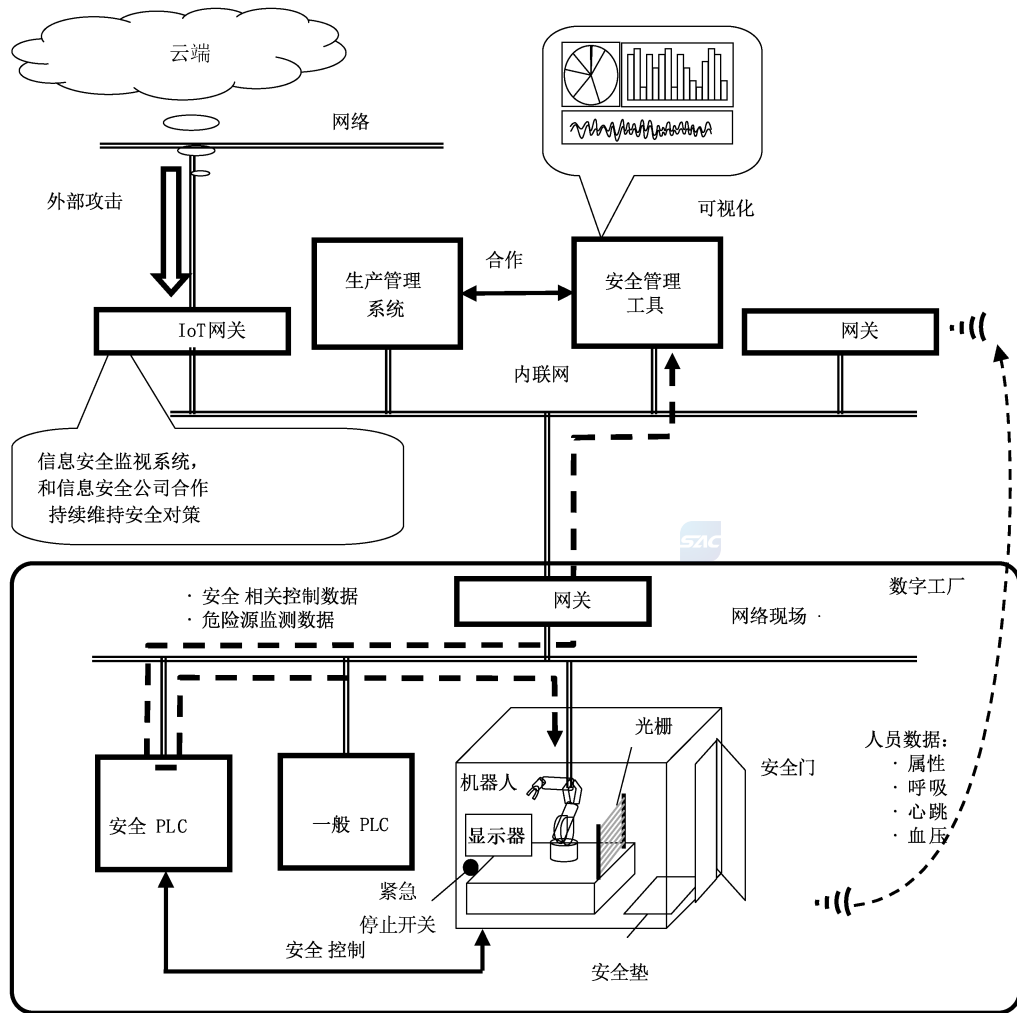 云端
网络
外部攻击
可视化
生产管理
系统
合作
安全管理
工具
IoT网关
网关
内联网
信息安全监视系统，
和信息安全公司合作
持续维持安全对策
SAC
数字工厂
· 安全 相关控制数据
· 危险源监测数据
网关
网络现场 ·
光栅
人员数据：
· 属性
· 呼吸
· 心跳
· 血压
安全门
机器人
安全 PLC
一般 PLC
显示器
紧急
停止开关
安全 控制
安全垫